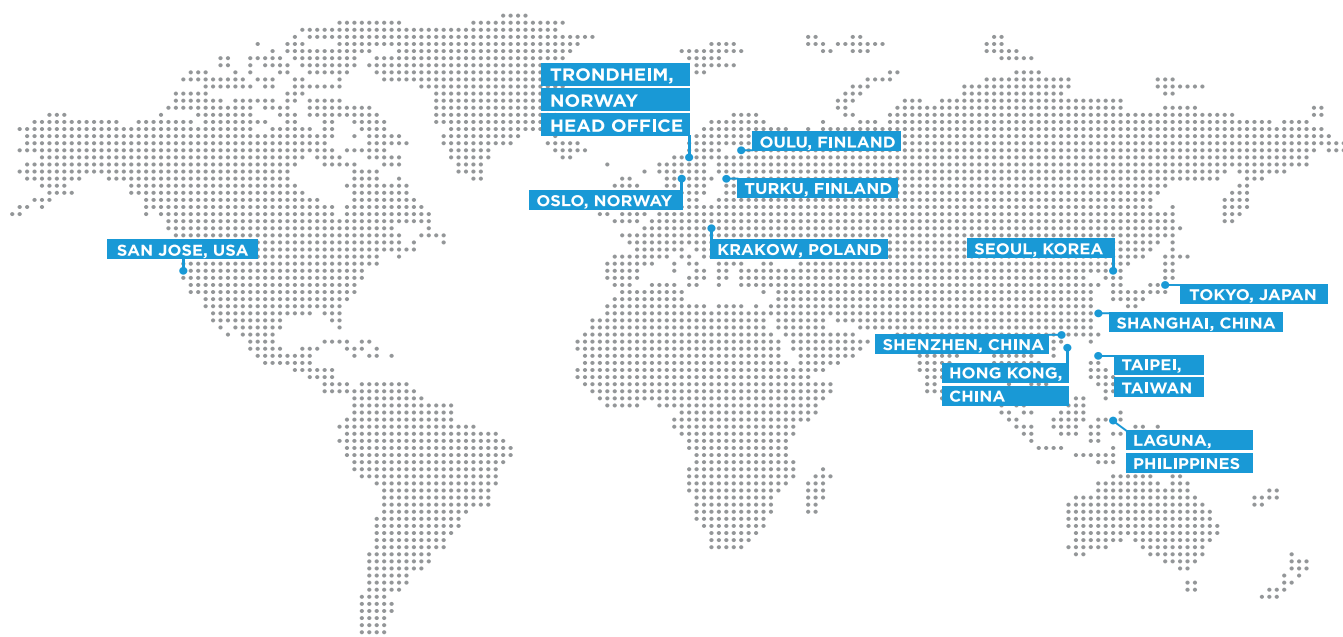 TRONDHEIM,
NORWAY
HEAD OFFICE
OULU, FINLAND
TURKU, FINLAND
OSLO, NORWAY
SAN JOSE, USA
KRAKOW, POLAND
SEOUL, KOREA
TOKYO, JAPAN
SHANGHAI, CHINA
SHENZHEN, CHINA
HONG KONG,
CHINA
TAIPEI,
TAIWAN
LAGUNA,
PHILIPPINES